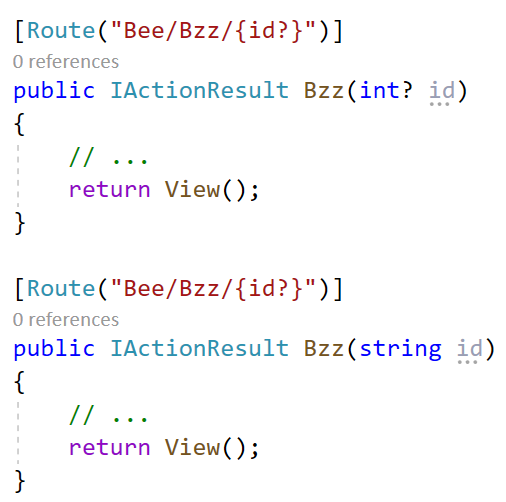 [Route("Bee/Bzz/{id?}")]
0 references
public IActionResult Bzz(int? id)
{
    // ...
    return View();
}

[Route("Bee/Bzz/{id?}")]
0 references
public IActionResult Bzz(string id)
{
    // ...
    return View();
}